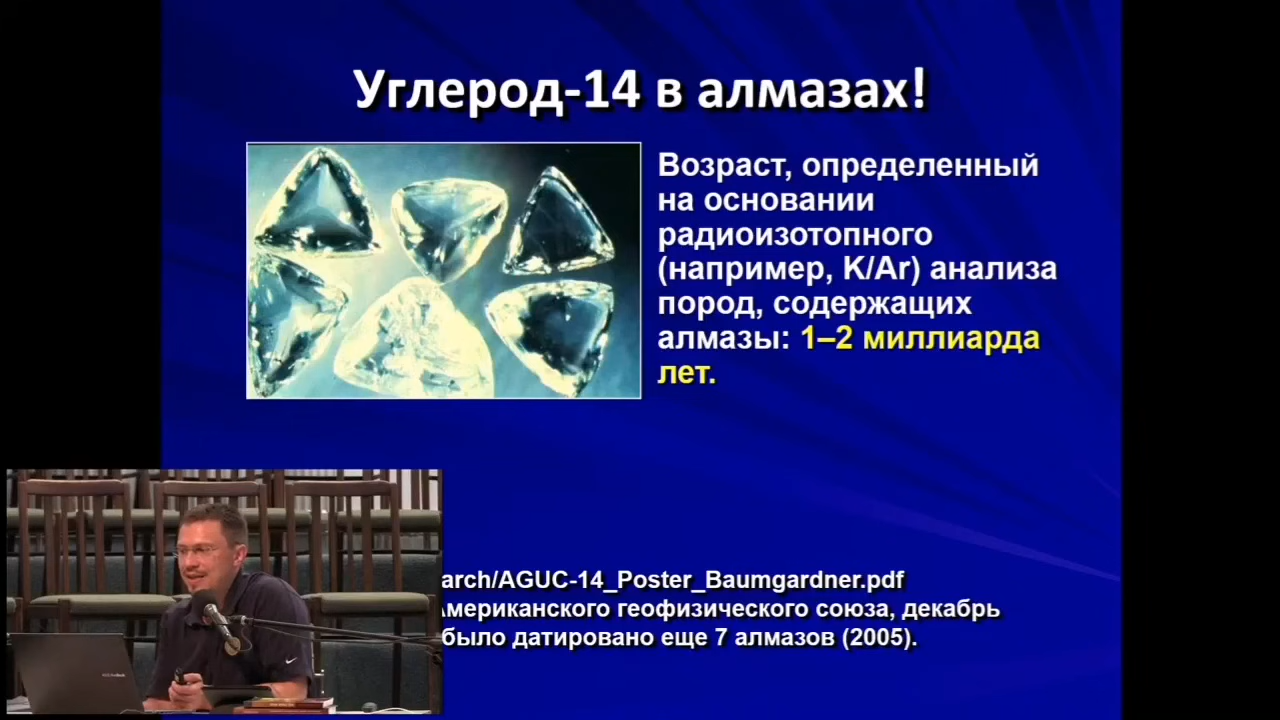 Углерод-14 в алмазах!
Возраст, определенный
на основании
радиоизотопного
(например, K/Ar) анализа
пород, содержащих
алмазы: 1–2 миллиарда
лет.
arch/AGUC-14_Poster_Baumgardner.pdf
Американского геофизического союза, декабрь
было датировано еще 7 алмазов (2005).